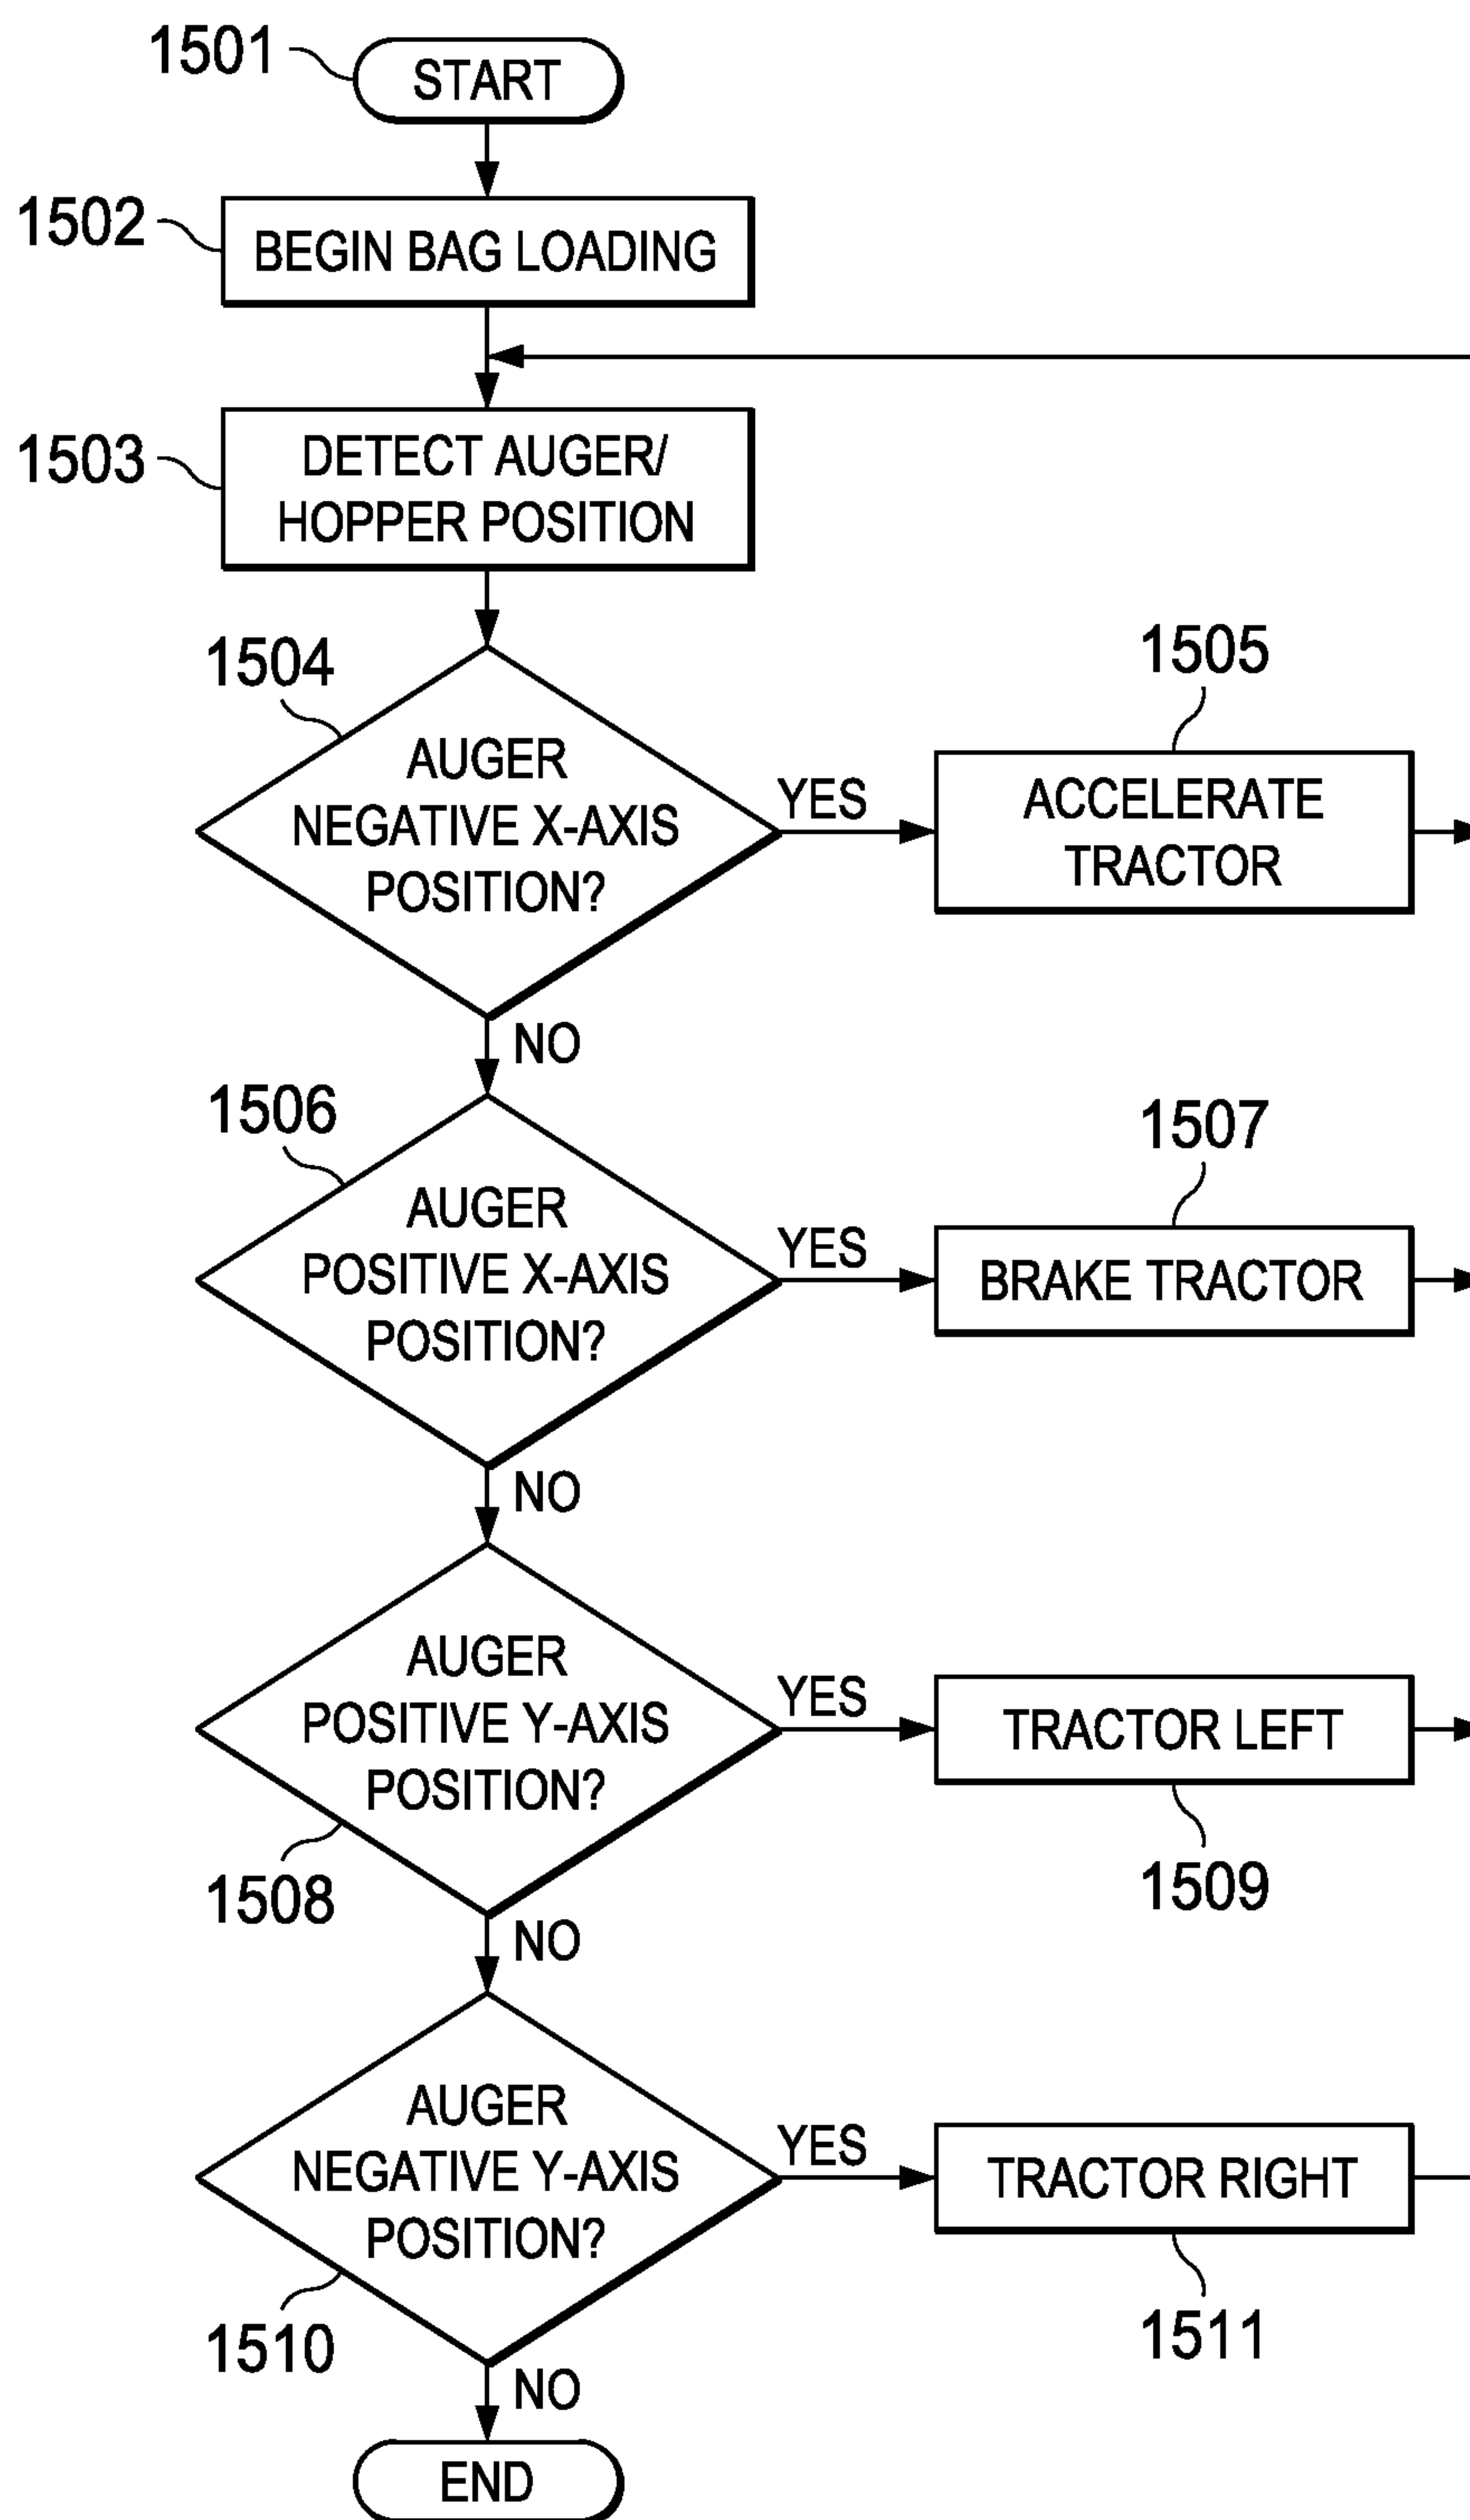 1501
START
1502
BEGIN BAG LOADING
1503
DETECT AUGER/
HOPPER POSITION
1504
AUGER
NEGATIVE X-AXIS
POSITION?
YES
1505
ACCELERATE
TRACTOR
NO
1506
AUGER
POSITIVE X-AXIS
POSITION?
YES
1507
BRAKE TRACTOR
NO
AUGER
POSITIVE Y-AXIS
POSITION?
1508
YES
TRACTOR LEFT
1509
NO
AUGER
NEGATIVE Y-AXIS
POSITION?
1510
YES
TRACTOR RIGHT
1511
NO
END